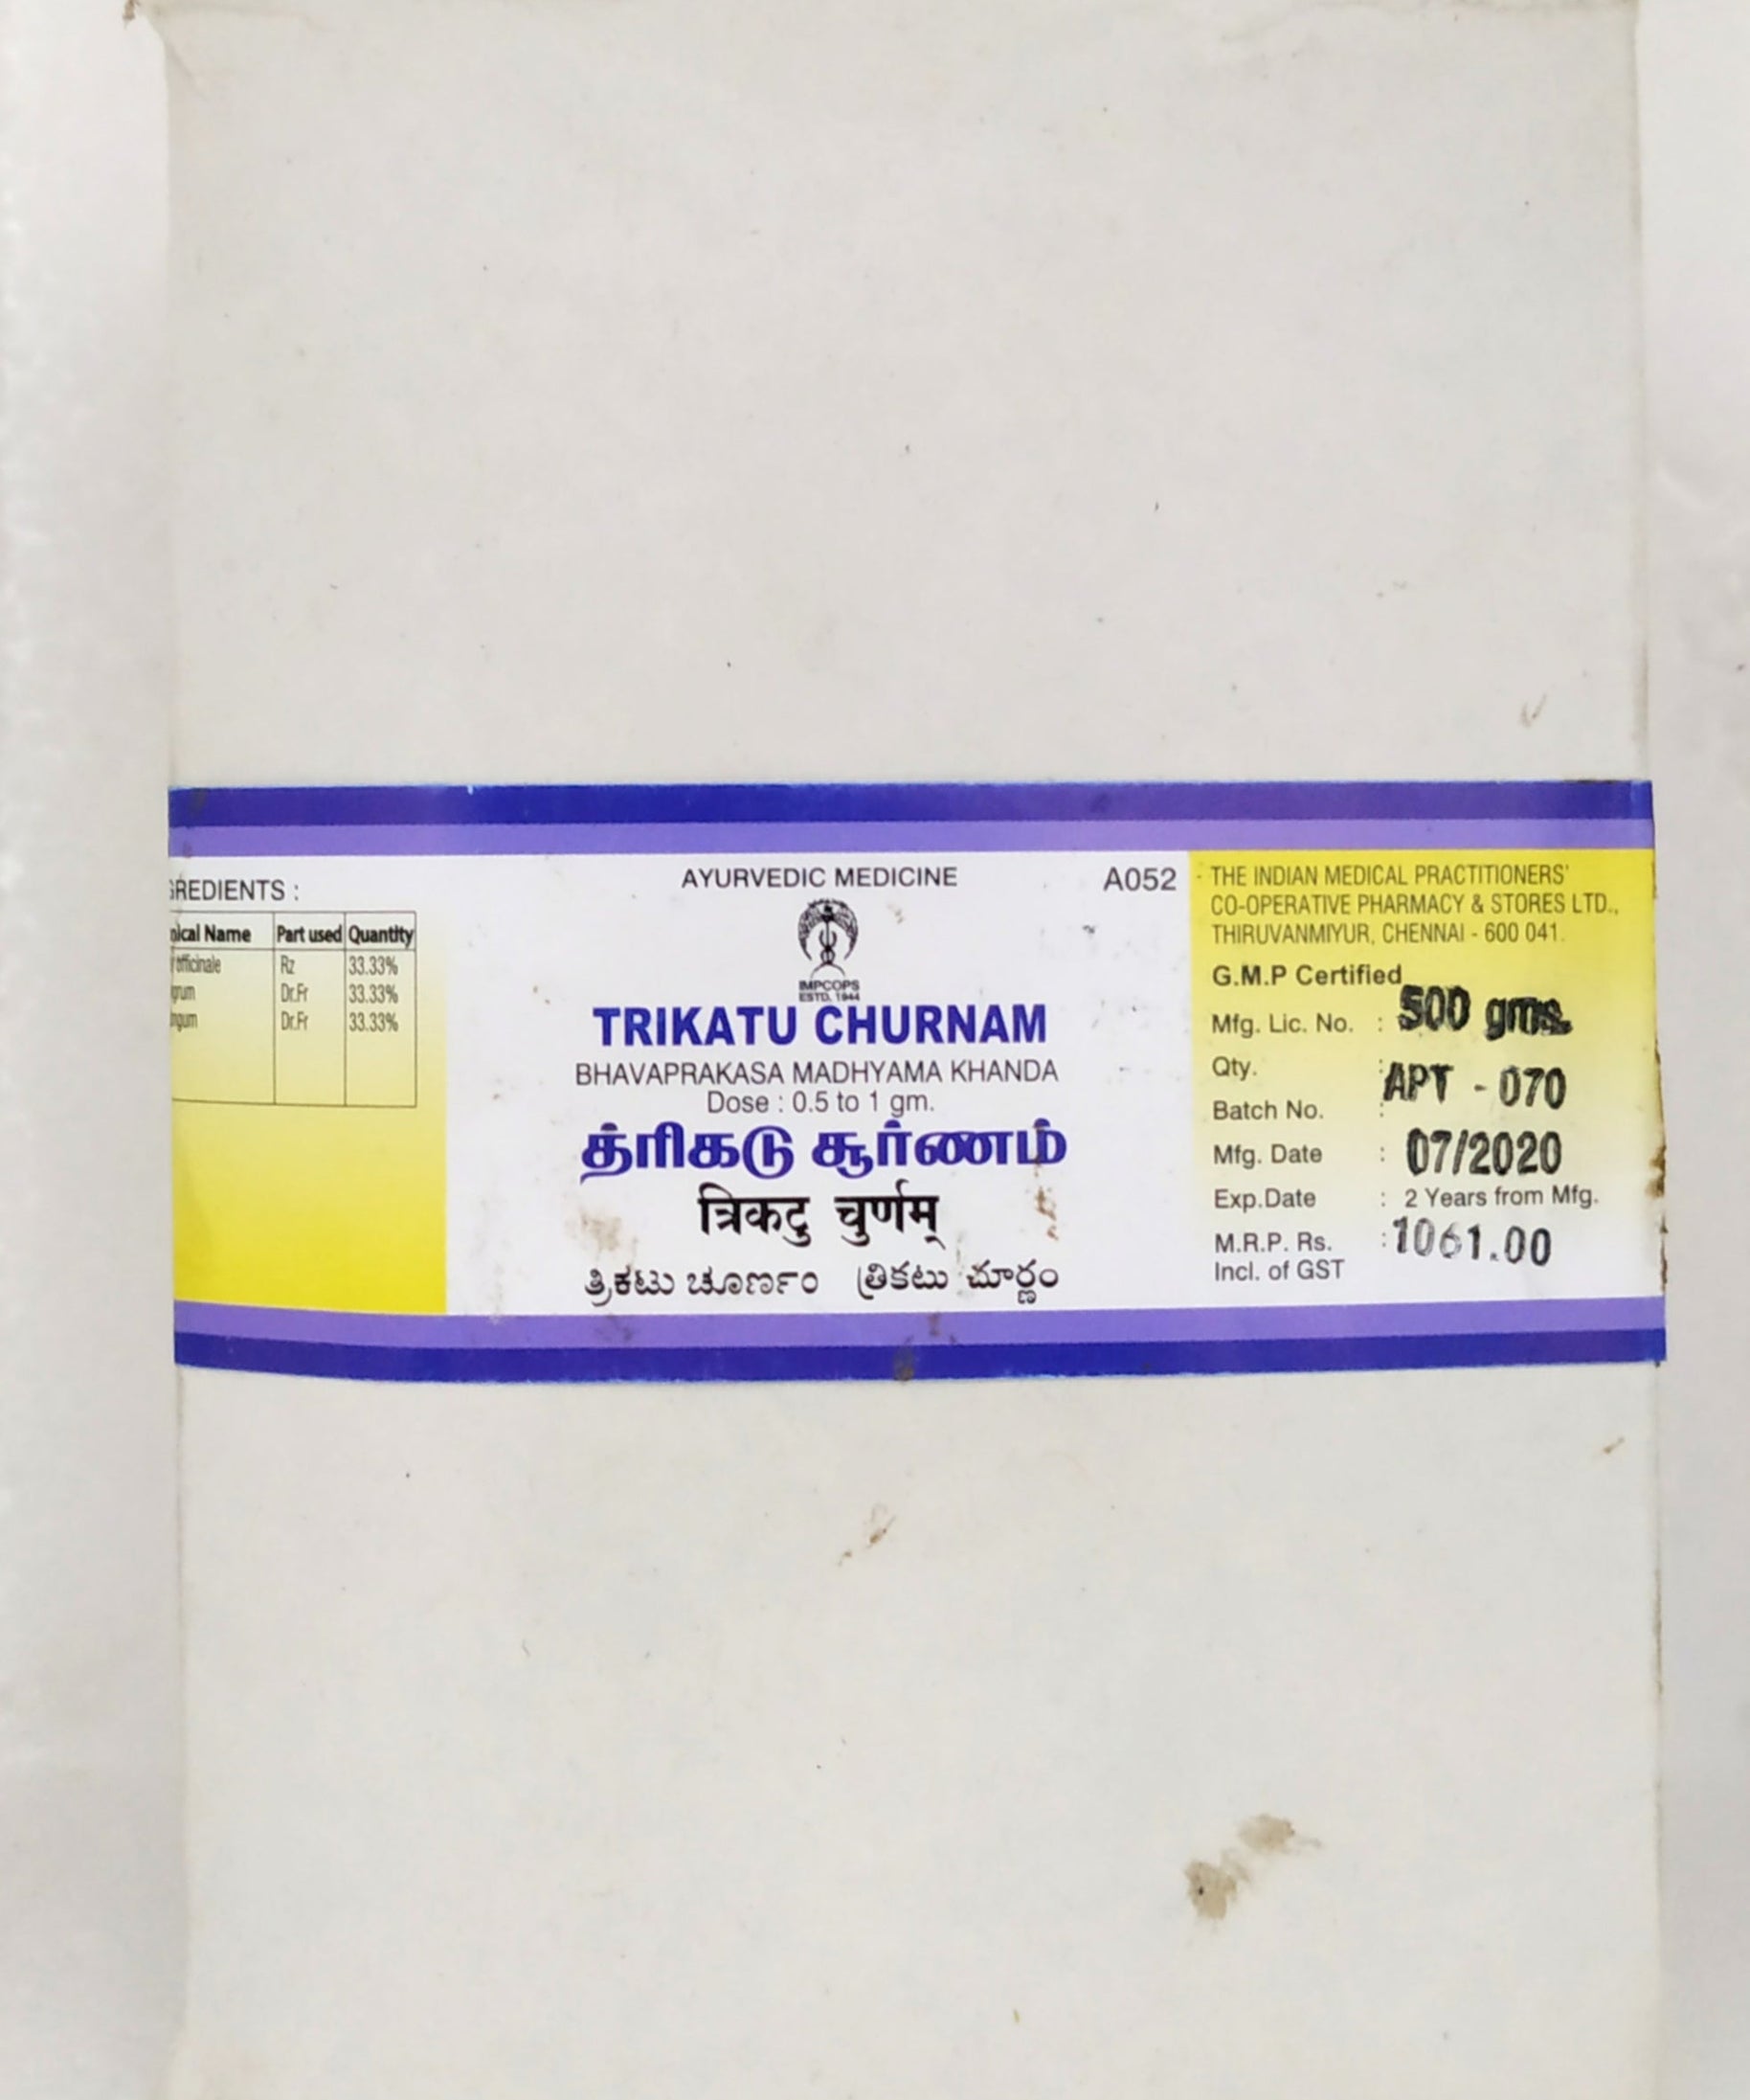 GREDIENTS :
nical Name Part used Quantity
officinale Rz 33.33%
grum Dr.Fr 33.33%
ngum Dr.Fr 33.33%
AYURVEDIC MEDICINE A052
IMPCOPS
ESTD. 1944
TRIKATU CHURNAM
BHAVAPRAKASA MADHYAMA KHANDA
Dose : 0.5 to 1 gm.
த்ரிகடு சூர்ணம்
त्रिकटु चुर्णम्
ತ್ರಿಕಟು ಚೂರ್ಣಂ త్రికటు చూర్ణం
THE INDIAN MEDICAL PRACTITIONERS'
CO-OPERATIVE PHARMACY & STORES LTD.,
THIRUVANMIYUR, CHENNAI - 600 041.
G.M.P Certified
Mfg. Lic. No. : 500 gms.
Qty. :
APT - 070
Batch No. :
Mfg. Date : 07/2020
Exp.Date : 2 Years from Mfg.
M.R.P. Rs. : 1061.00
Incl. of GST